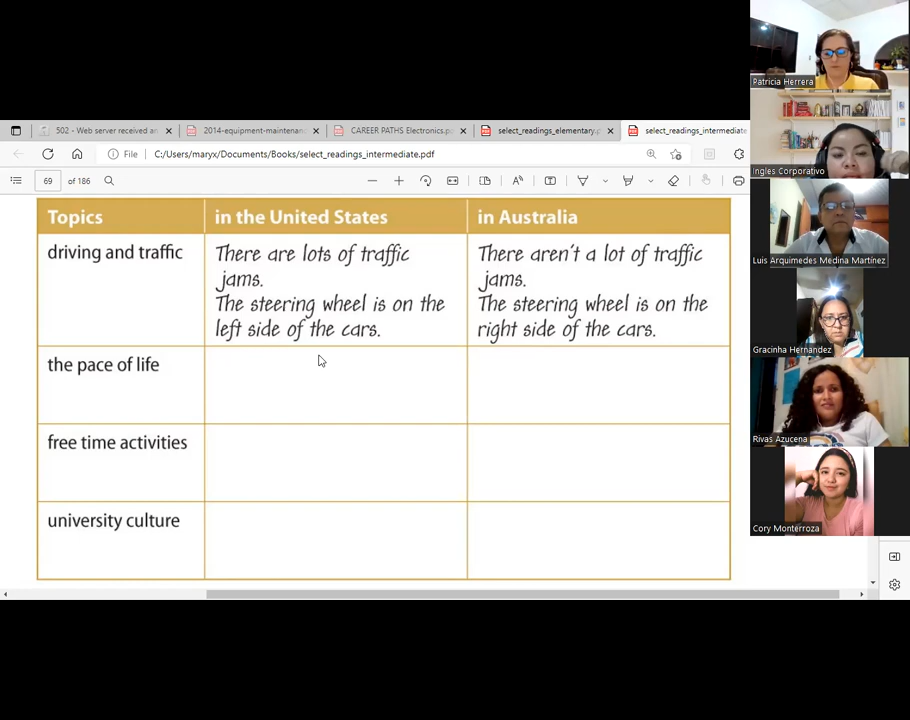 502 - Web server received an
2014-equipment-maintenan
CAREER PATHS Electronics.p
select_readings_elementary.p
select_readings_intermediate
File
C:/Users/maryx/Documents/Books/select_readings_intermediate.pdf
69
of 186
Topics
in the United States
in Australia
driving and traffic
There are lots of traffic
jams.
The steering wheel is on the
left side of the cars.
There aren't a lot of traffic
jams.
The steering wheel is on the
right side of the cars.
the pace of life
free time activities
university culture
Patricia Herrera
Ingles Corporativo
Luis Arquimedes Medina Martínez
Gracinha Hernandez
Rivas Azucena
Cory Monterroza